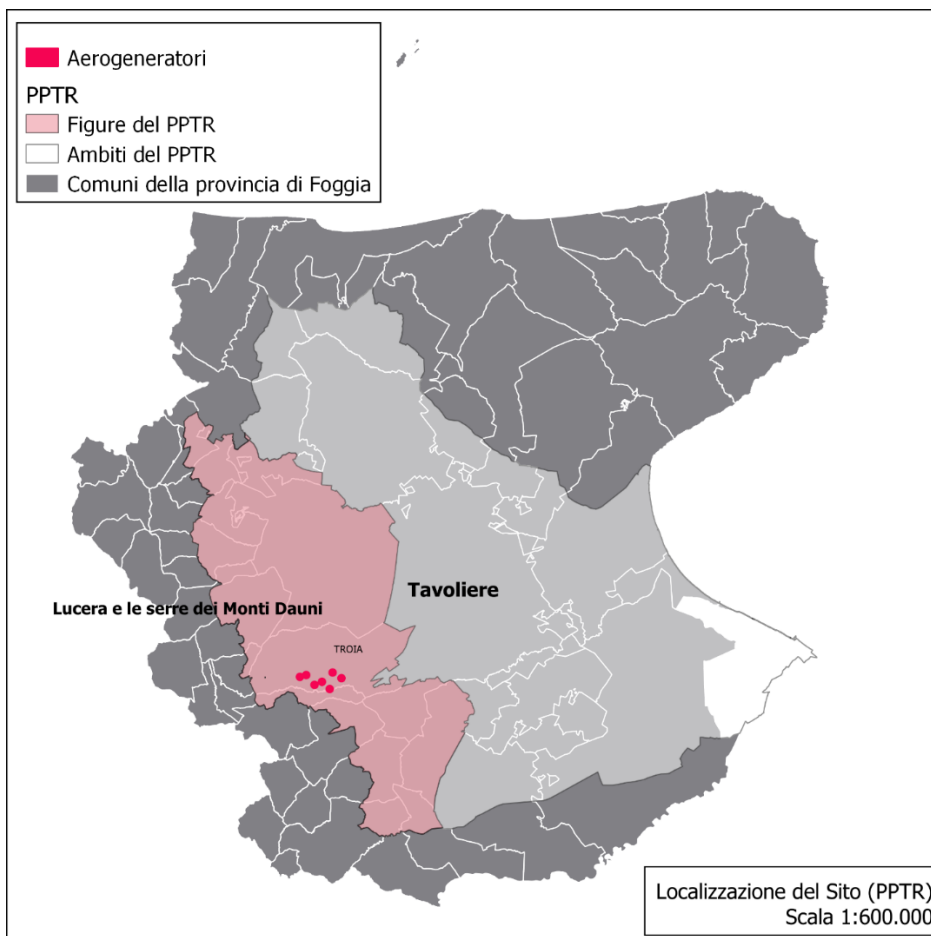 Aerogeneratori
PPTR
Figure del PPTR
Ambiti del PPTR
Comuni della provincia di Foggia
Tavoliere
Lucera e le serre dei Monti Dauni
TROIA
Localizzazione del Sito (PPTR)
Scala 1:600.000